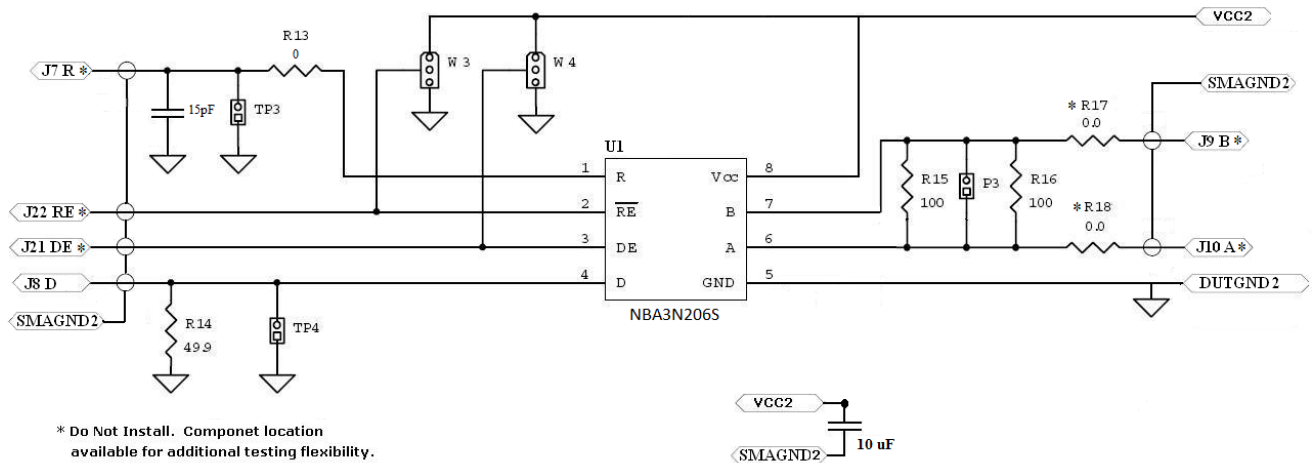 VCC2
R13
0
W 3
W 4
J7 R *
SMAGND2
15pF
TP3
* R17
0.0
U1
J9 B *
1
R
Vcc
8
R15
100
P3
R16
100
J22 RE *
2
RE
B
7
* R18
0.0
J21 DE *
3
DE
A
6
J10 A *
J8 D
4
D
GND
5
DUTGND2
NBA3N206S
SMAGND2
R14
49.9
TP4
VCC2
10 uF
SMAGND2
* Do Not Install. Componet location
available for additional testing flexibility.